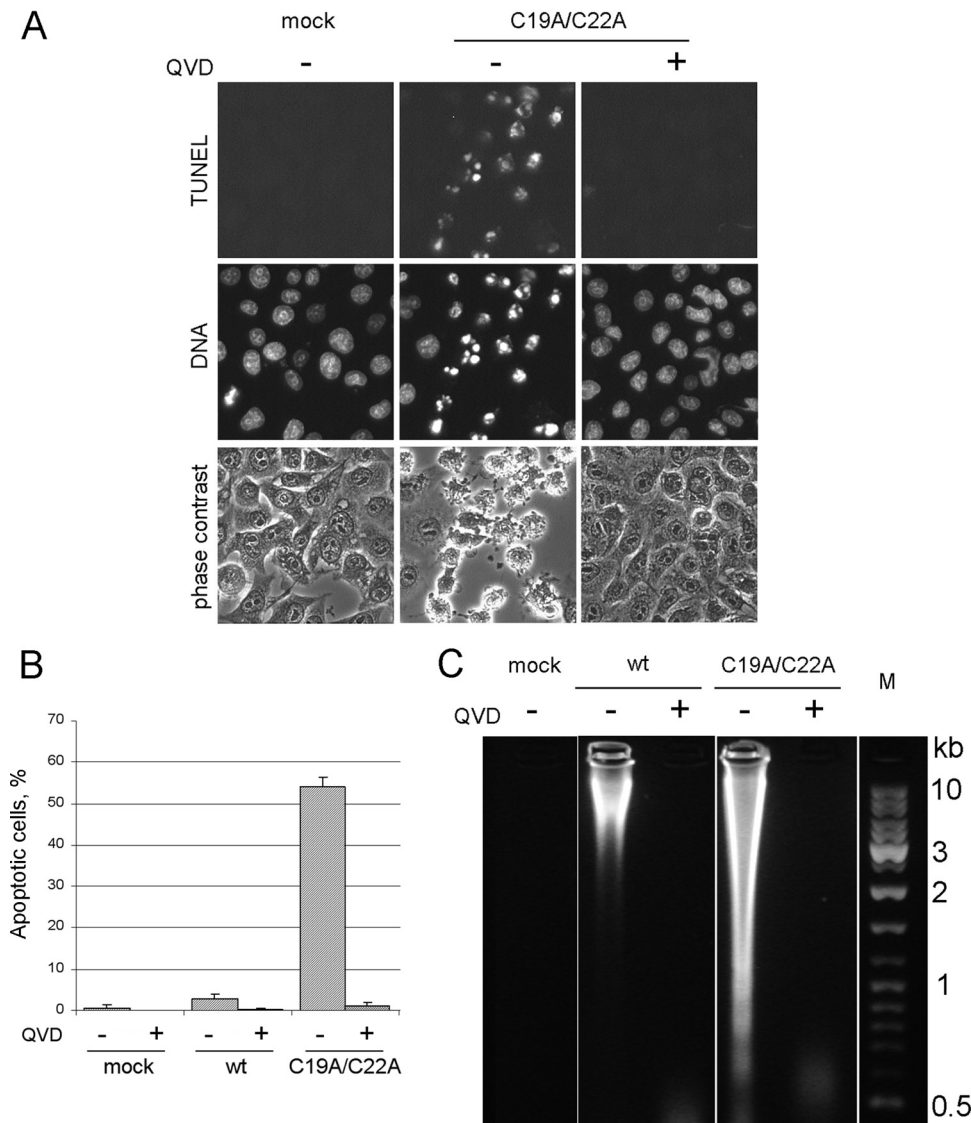 A
mock
C19A/C22A
QVD - - +
TUNEL
DNA
phase contrast
B
Apoptotic cells, %
70
60
50
40
30
20
10
0
QVD - + - + - +
mock wt C19A/C22A
C
mock wt C19A/C22A M
QVD - - + - +
kb
10
3
2
1
0.5